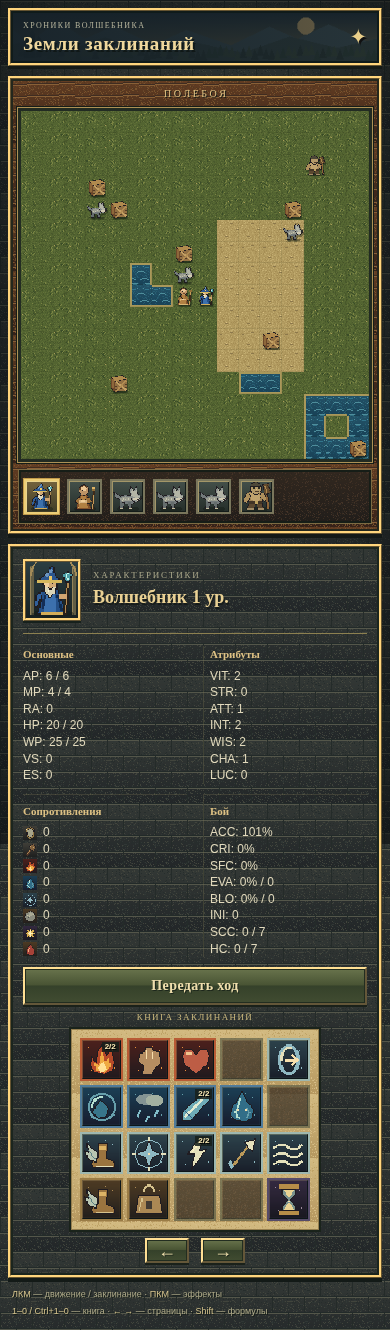 ХРОНИКИ ВОЛШЕБНИКА
Земли заклинаний
ПОЛЕ БОЯ
ХАРАКТЕРИСТИКИ
Волшебник 1 ур.
Основные
AP: 6 / 6
MP: 4 / 4
RA: 0
HP: 20 / 20
WP: 25 / 25
VS: 0
ES: 0
Атрибуты
VIT: 2
STR: 0
ATT: 1
INT: 2
WIS: 2
CHA: 1
LUC: 0
Сопротивления
0
0
0
0
0
0
0
0
Бой
ACC: 101%
CRI: 0%
SFC: 0%
EVA: 0% / 0
BLO: 0% / 0
INI: 0
SCC: 0 / 7
HC: 0 / 7
Передать ход
КНИГА ЗАКЛИНАНИЙ
2/2
2/2
2/2
← →
ЛКМ — движение / заклинание · ПКМ — эффекты
1–0 / Ctrl+1–0 — книга · ← → — страницы · Shift — формулы